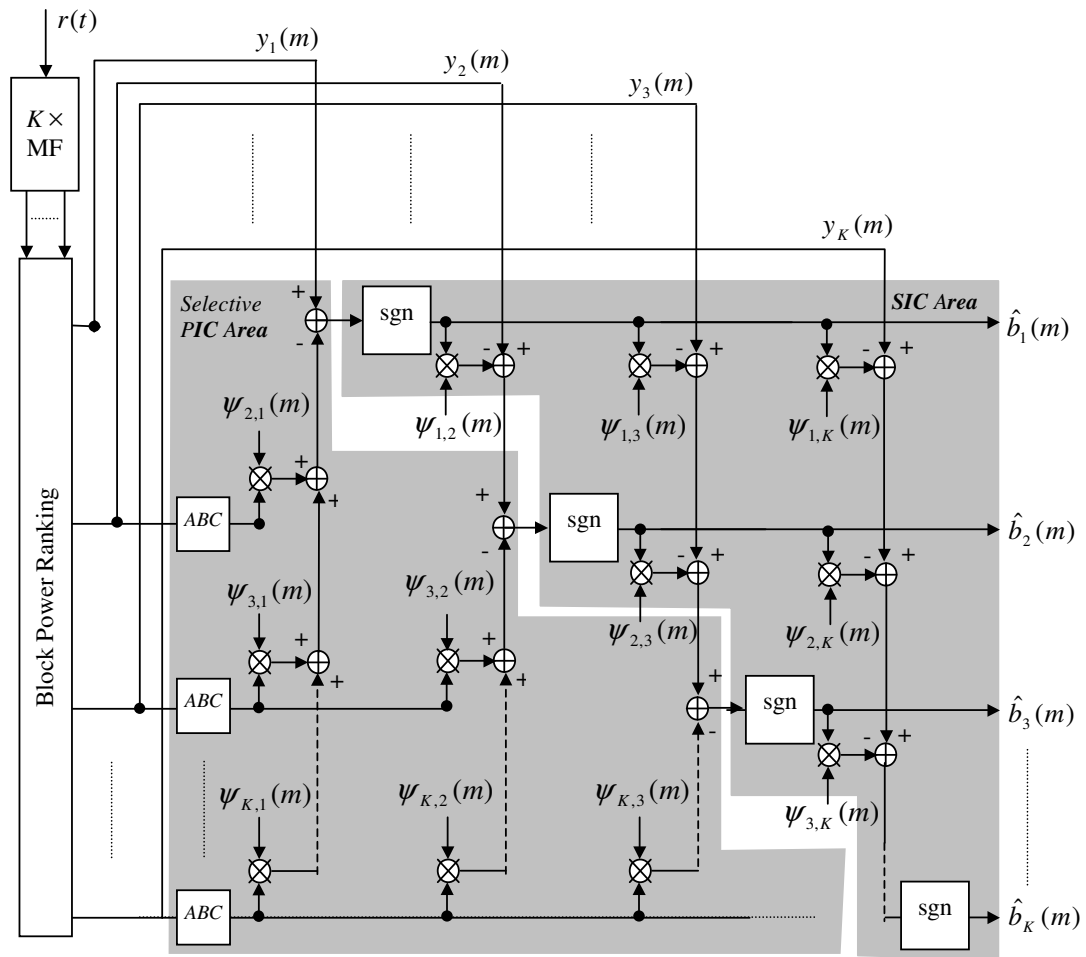 r(t)
y₁(m)
y₂(m)
y₃(m)
K ×
MF
y_K(m)
Selective
PIC Area
SIC Area
+
-
sgn
b̂₁(m)
-
+
-
+
-
+
ψ₂,₁(m)
ψ₁,₂(m)
ψ₁,₃(m)
ψ₁,K(m)
+
+
Block Power Ranking
ABC
+
-
sgn
b̂₂(m)
-
+
-
+
ψ₃,₁(m)
ψ₃,₂(m)
ψ₂,₃(m)
ψ₂,K(m)
+
+
+
+
ABC
+
-
sgn
b̂₃(m)
-
+
ψ_K,₁(m)
ψ_K,₂(m)
ψ_K,₃(m)
ψ₃,K(m)
ABC
sgn
b̂_K(m)